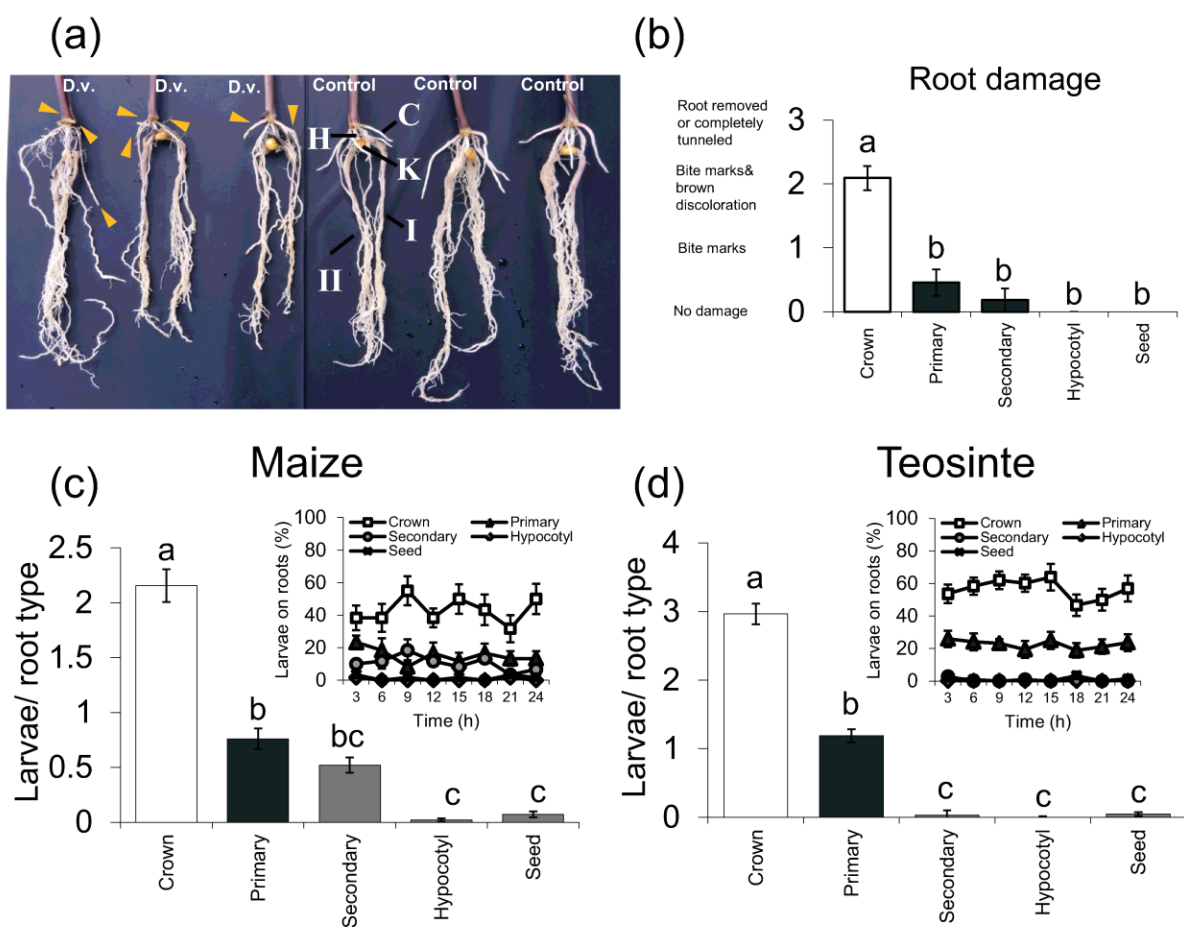 (a)
D.v.
D.v.
D.v.
Control
Control
Control
C
H
K
I
II
(b)
Root damage
Root removed
or completely
tunneled
Bite marks&
brown
discoloration
Bite marks
No damage
3
2
1
0
a
b
b
b
b
Crown
Primary
Secondary
Hypocotyl
Seed
(c)
Maize
Larvae/ root type
2.5
2
1.5
1
0.5
0
a
b
bc
c
c
Crown
Primary
Secondary
Hypocotyl
Seed
Larvae on roots (%)
100
80
60
40
20
0
Crown
Primary
Secondary
Hypocotyl
Seed
3 6 9 12 15 18 21 24
Time (h)
(d)
Teosinte
Larvae/ root type
4
3
2
1
0
a
b
c
c
c
Crown
Primary
Secondary
Hypocotyl
Seed
Larvae on roots (%)
100
80
60
40
20
0
Crown
Primary
Secondary
Hypocotyl
Seed
3 6 9 12 15 18 21 24
Time (h)